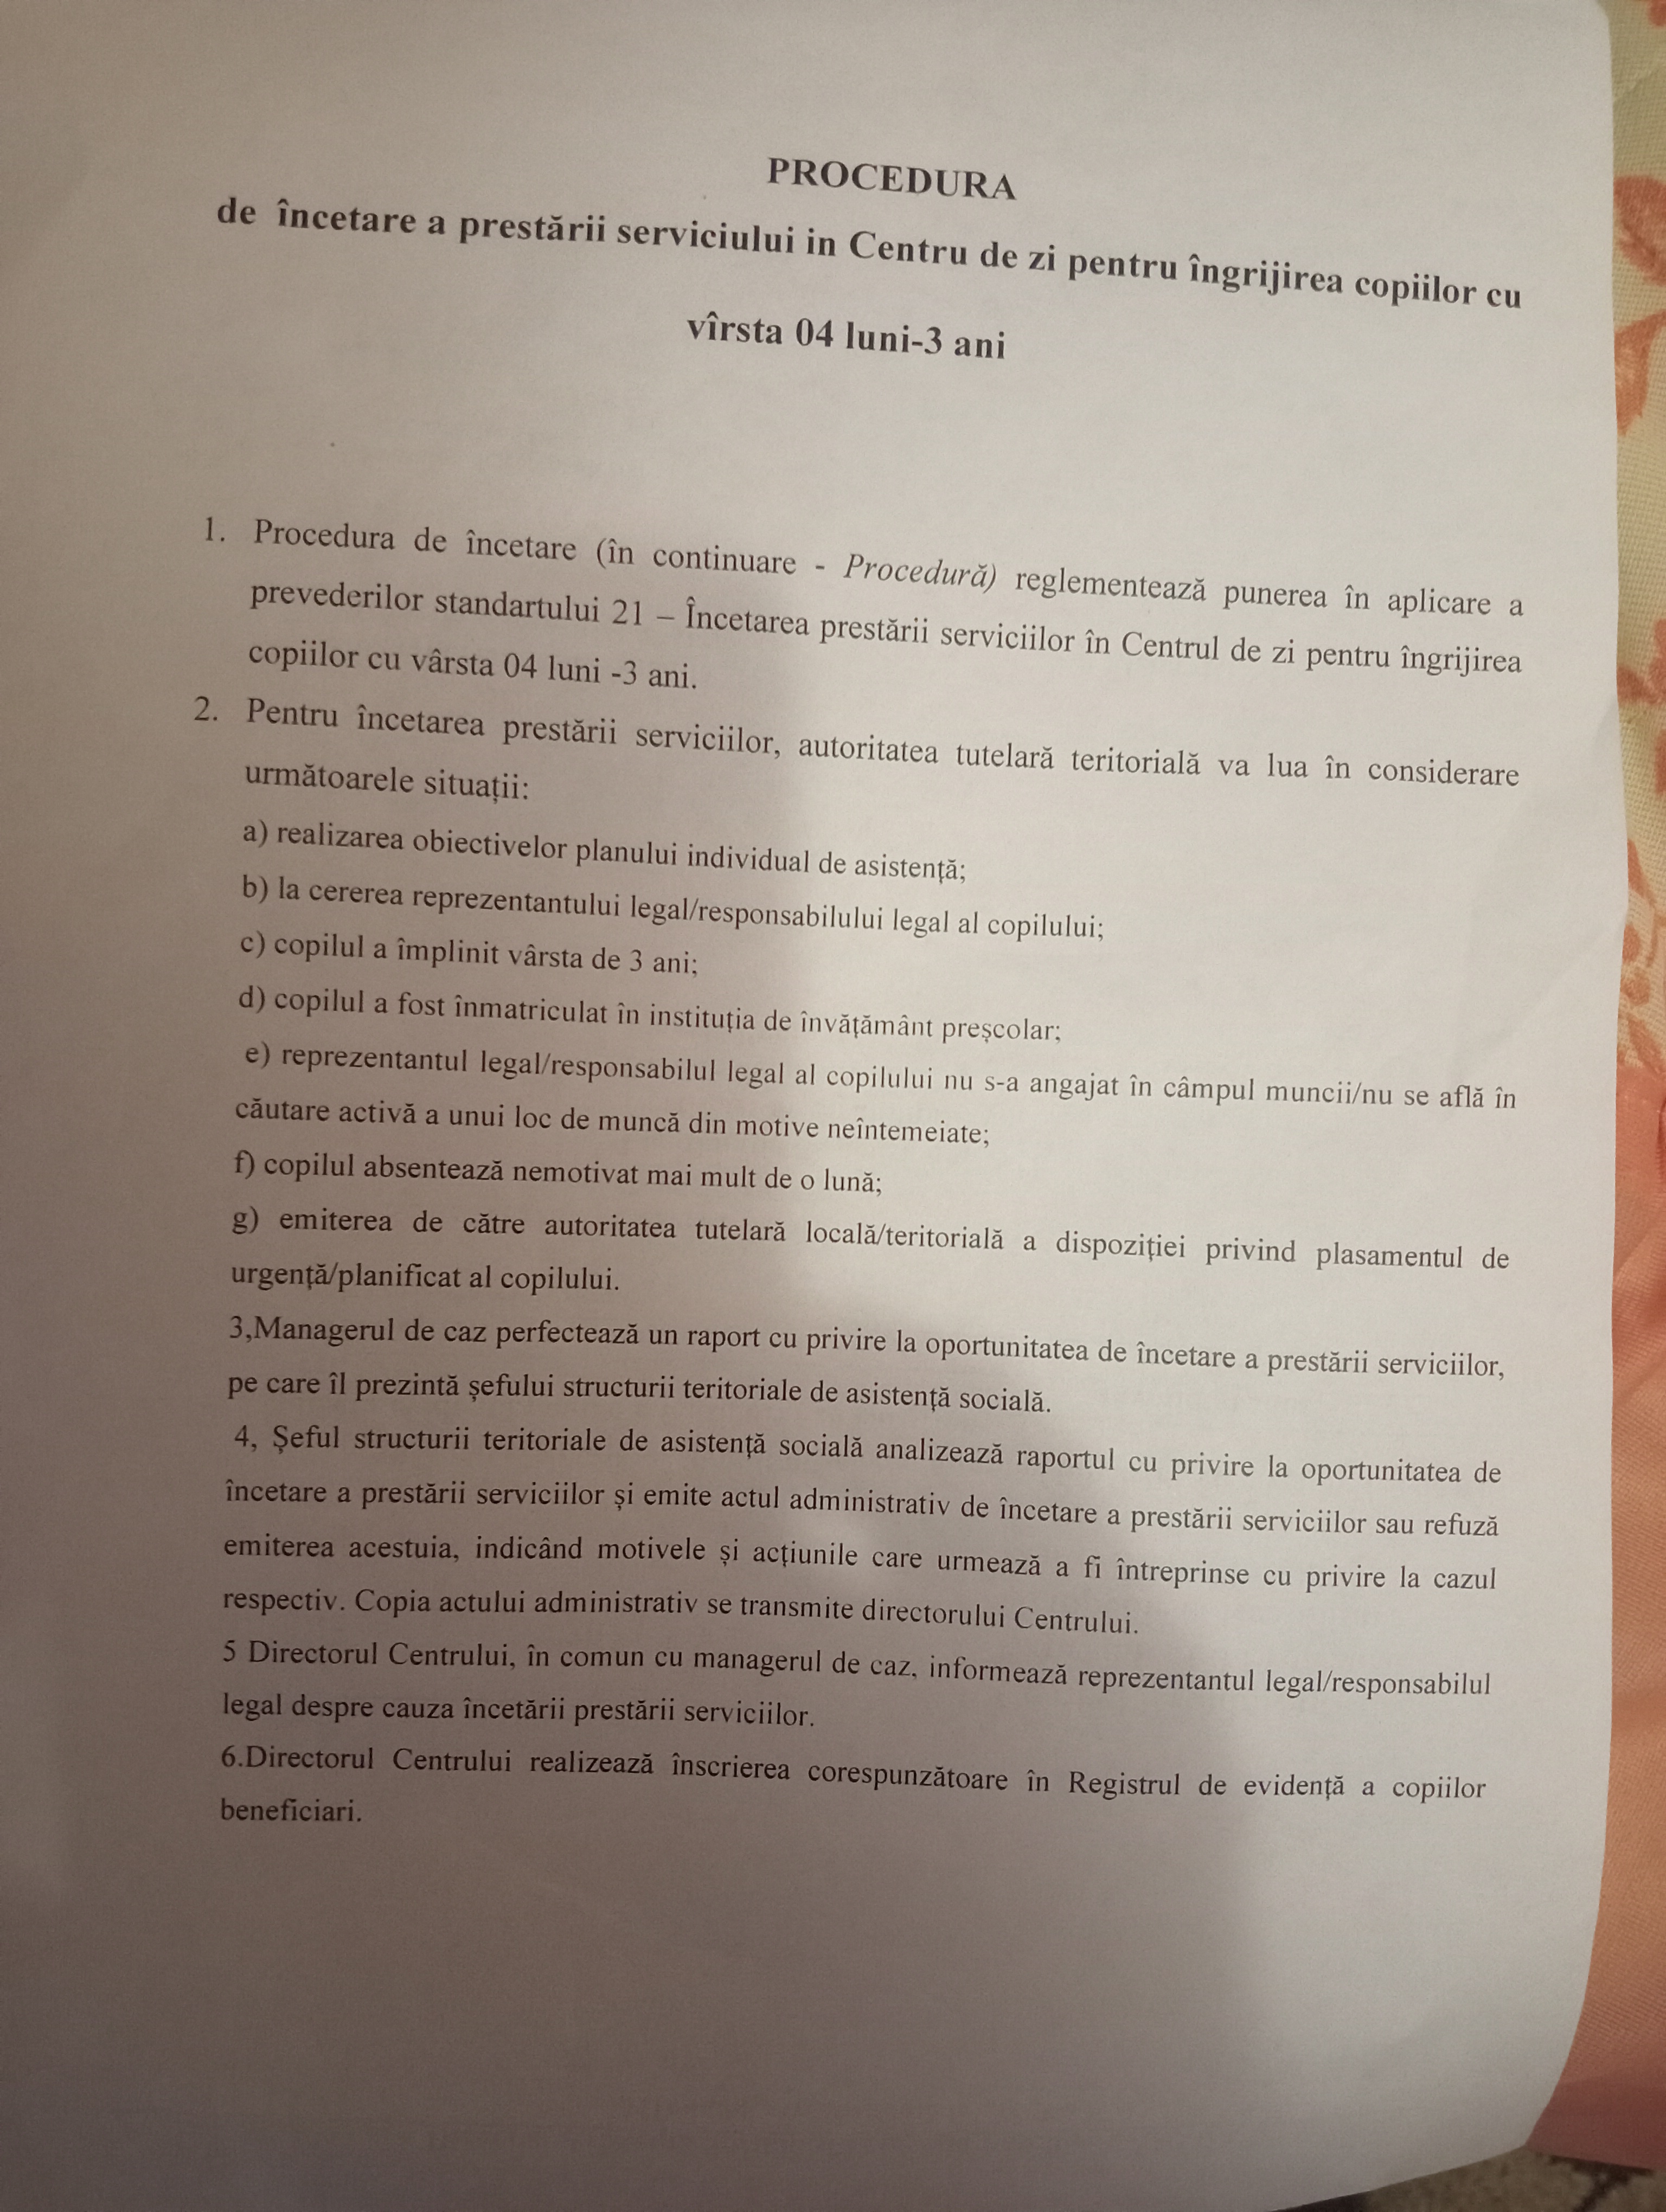 PROCEDURA
de încetare a prestării serviciului in Centru de zi pentru îngrijirea copiilor cu
vîrsta 04 luni-3 ani
1. Procedura de încetare (în continuare - Procedură) reglementează punerea în aplicare a
prevederilor standartului 21 – Încetarea prestării serviciilor în Centrul de zi pentru îngrijirea
copiilor cu vârsta 04 luni -3 ani.
2. Pentru încetarea prestării serviciilor, autoritatea tutelară teritorială va lua în considerare
următoarele situații:
a) realizarea obiectivelor planului individual de asistență;
b) la cererea reprezentantului legal/responsabilului legal al copilului;
c) copilul a împlinit vârsta de 3 ani;
d) copilul a fost înmatriculat în instituția de învățământ preșcolar;
e) reprezentantul legal/responsabilul legal al copilului nu s-a angajat în câmpul muncii/nu se află în
căutare activă a unui loc de muncă din motive neîntemeiate;
f) copilul absentează nemotivat mai mult de o lună;
g) emiterea de către autoritatea tutelară locală/teritorială a dispoziției privind plasamentul de
urgență/planificat al copilului.
3,Managerul de caz perfectează un raport cu privire la oportunitatea de încetare a prestării serviciilor,
pe care îl prezintă șefului structurii teritoriale de asistență socială.
4, Șeful structurii teritoriale de asistență socială analizează raportul cu privire la oportunitatea de
încetare a prestării serviciilor și emite actul administrativ de încetare a prestării serviciilor sau refuză
emiterea acestuia, indicând motivele și acțiunile care urmează a fi întreprinse cu privire la cazul
respectiv. Copia actului administrativ se transmite directorului Centrului.
5 Directorul Centrului, în comun cu managerul de caz, informează reprezentantul legal/responsabilul
legal despre cauza încetării prestării serviciilor.
6.Directorul Centrului realizează înscrierea corespunzătoare în Registrul de evidență a copiilor
beneficiari.